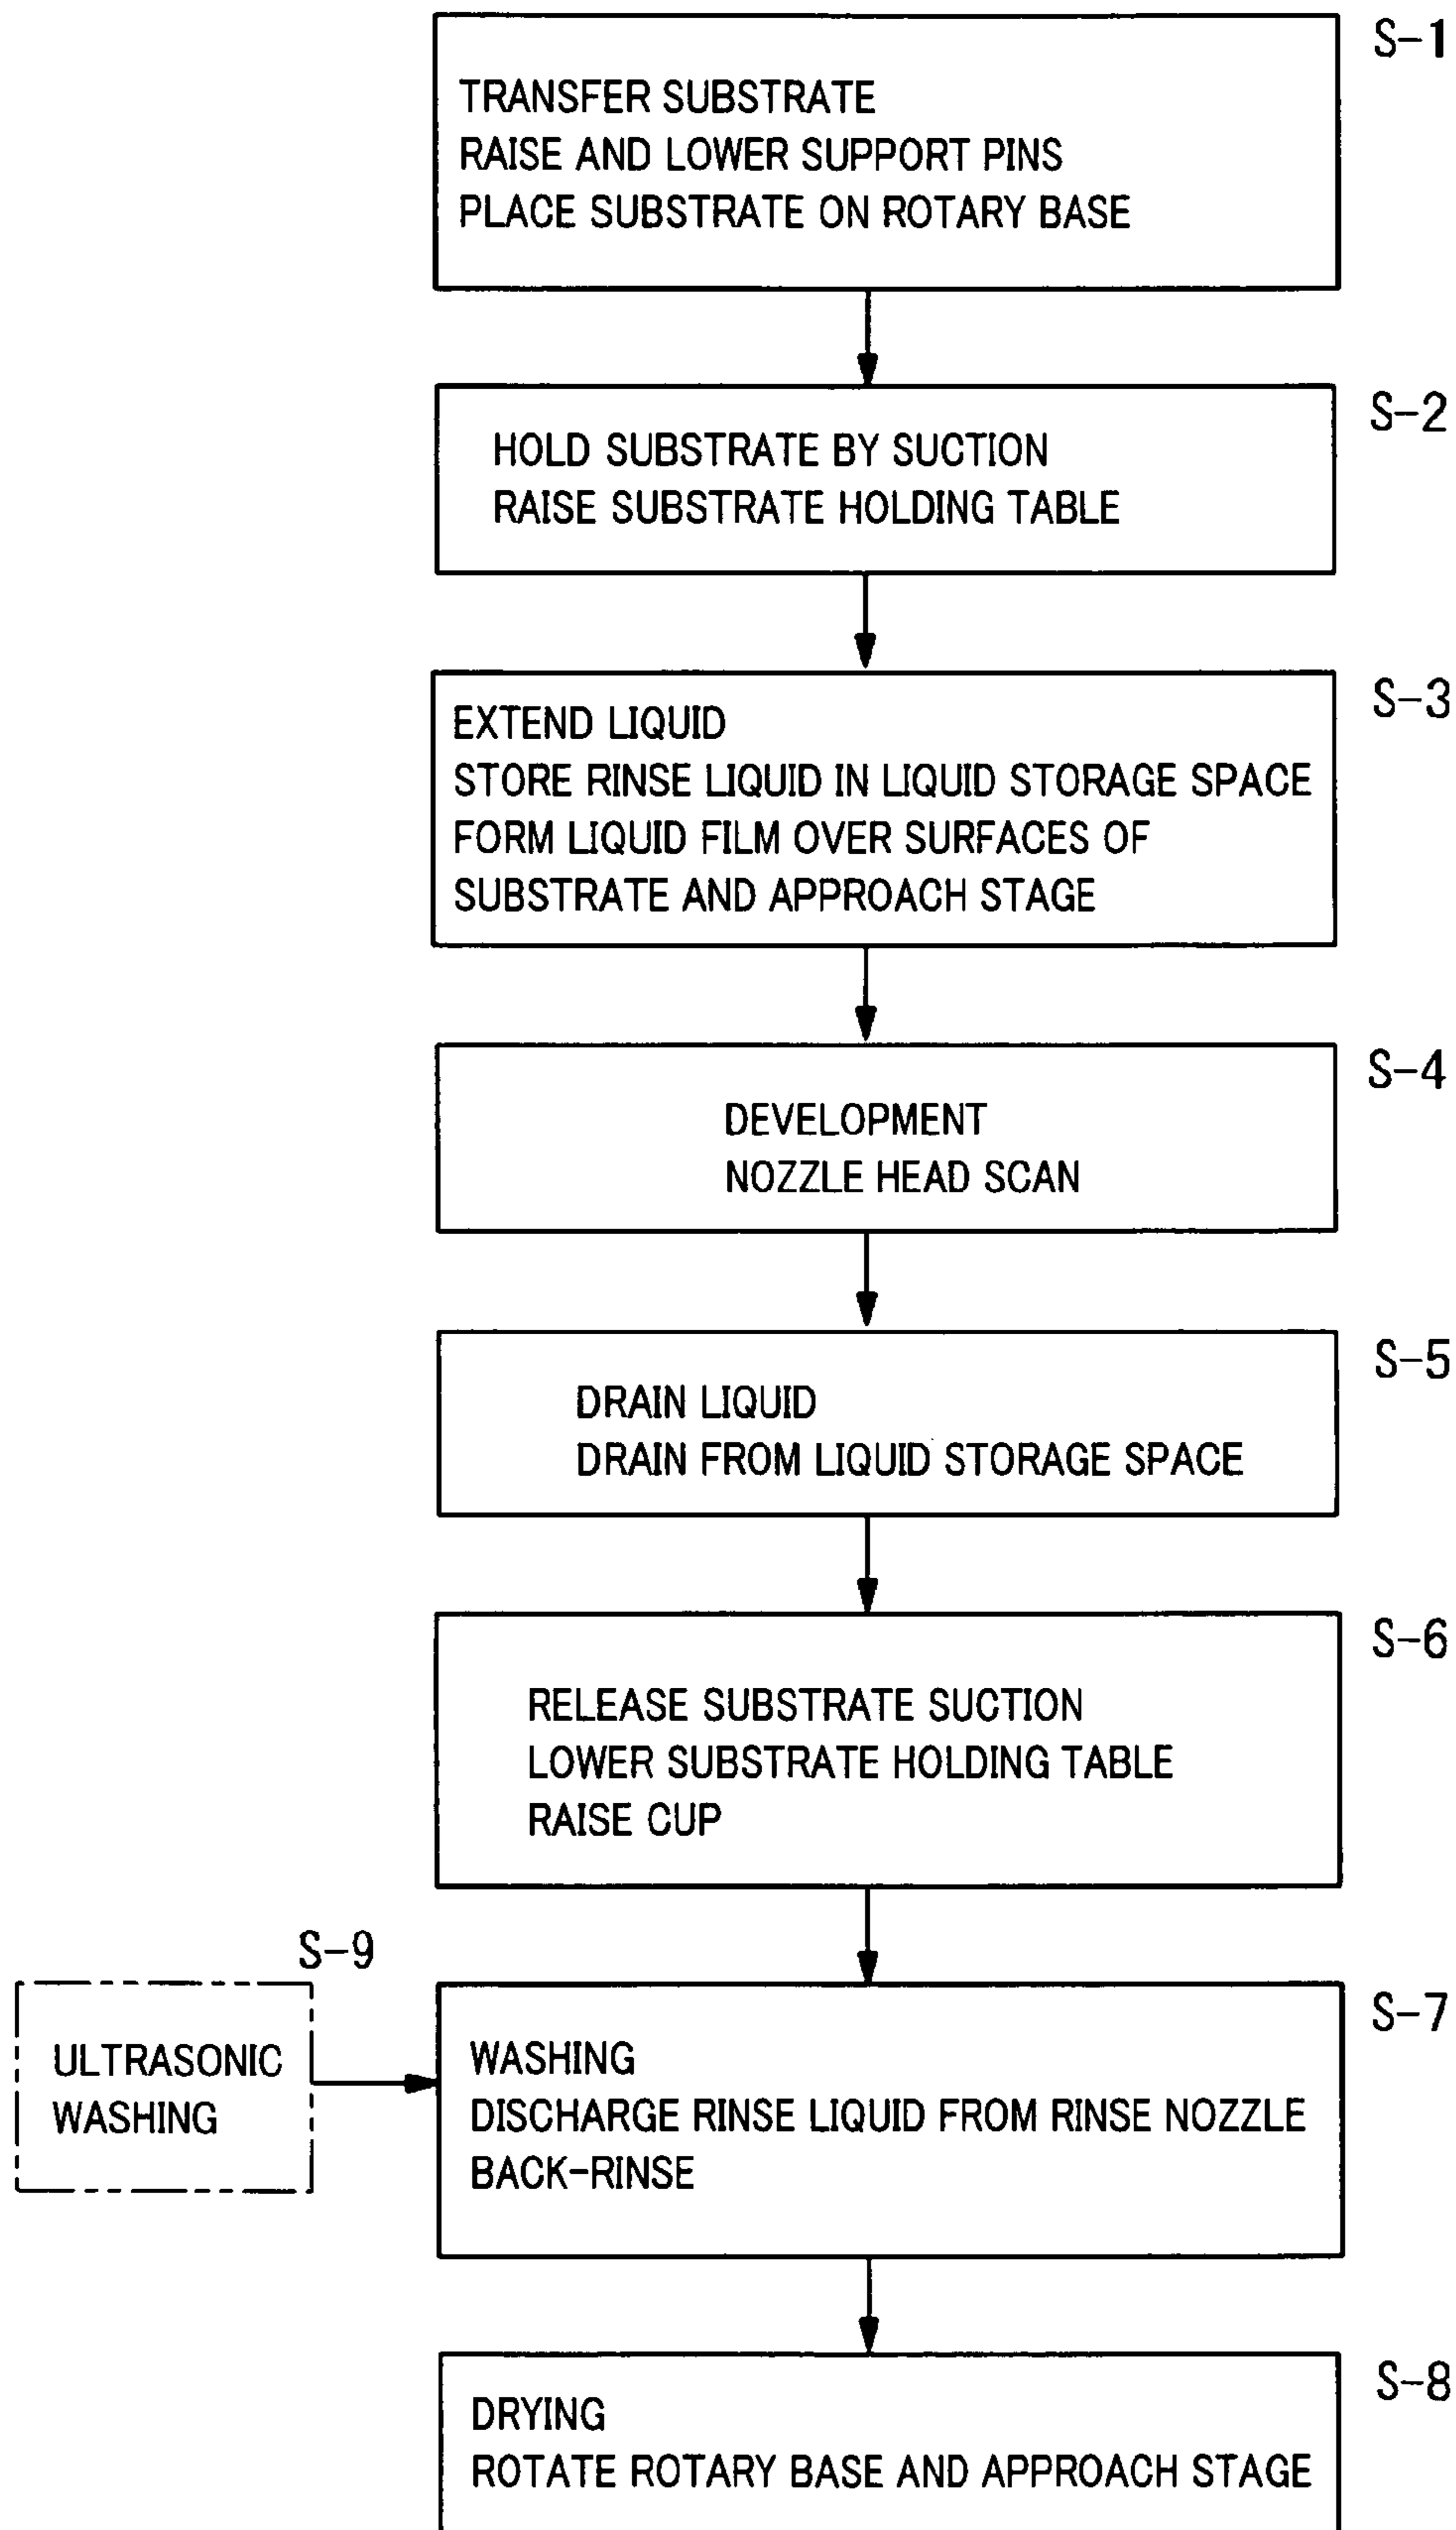 S-1
TRANSFER SUBSTRATE
RAISE AND LOWER SUPPORT PINS
PLACE SUBSTRATE ON ROTARY BASE
S-2
HOLD SUBSTRATE BY SUCTION
RAISE SUBSTRATE HOLDING TABLE
S-3
EXTEND LIQUID
STORE RINSE LIQUID IN LIQUID STORAGE SPACE
FORM LIQUID FILM OVER SURFACES OF
SUBSTRATE AND APPROACH STAGE
S-4
DEVELOPMENT
NOZZLE HEAD SCAN
S-5
DRAIN LIQUID
DRAIN FROM LIQUID STORAGE SPACE
S-6
RELEASE SUBSTRATE SUCTION
LOWER SUBSTRATE HOLDING TABLE
RAISE CUP
S-9
ULTRASONIC
WASHING
S-7
WASHING
DISCHARGE RINSE LIQUID FROM RINSE NOZZLE
BACK-RINSE
S-8
DRYING
ROTATE ROTARY BASE AND APPROACH STAGE